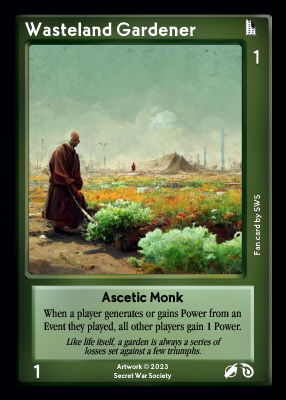 Wasteland Gardener
1
Fan card by SWS
Ascetic Monk
When a player generates or gains Power from an
Event they played, all other players gain 1 Power.
Like life itself, a garden is always a series of
losses set against a few triumphs.
1
Artwork © 2023
Secret War Society